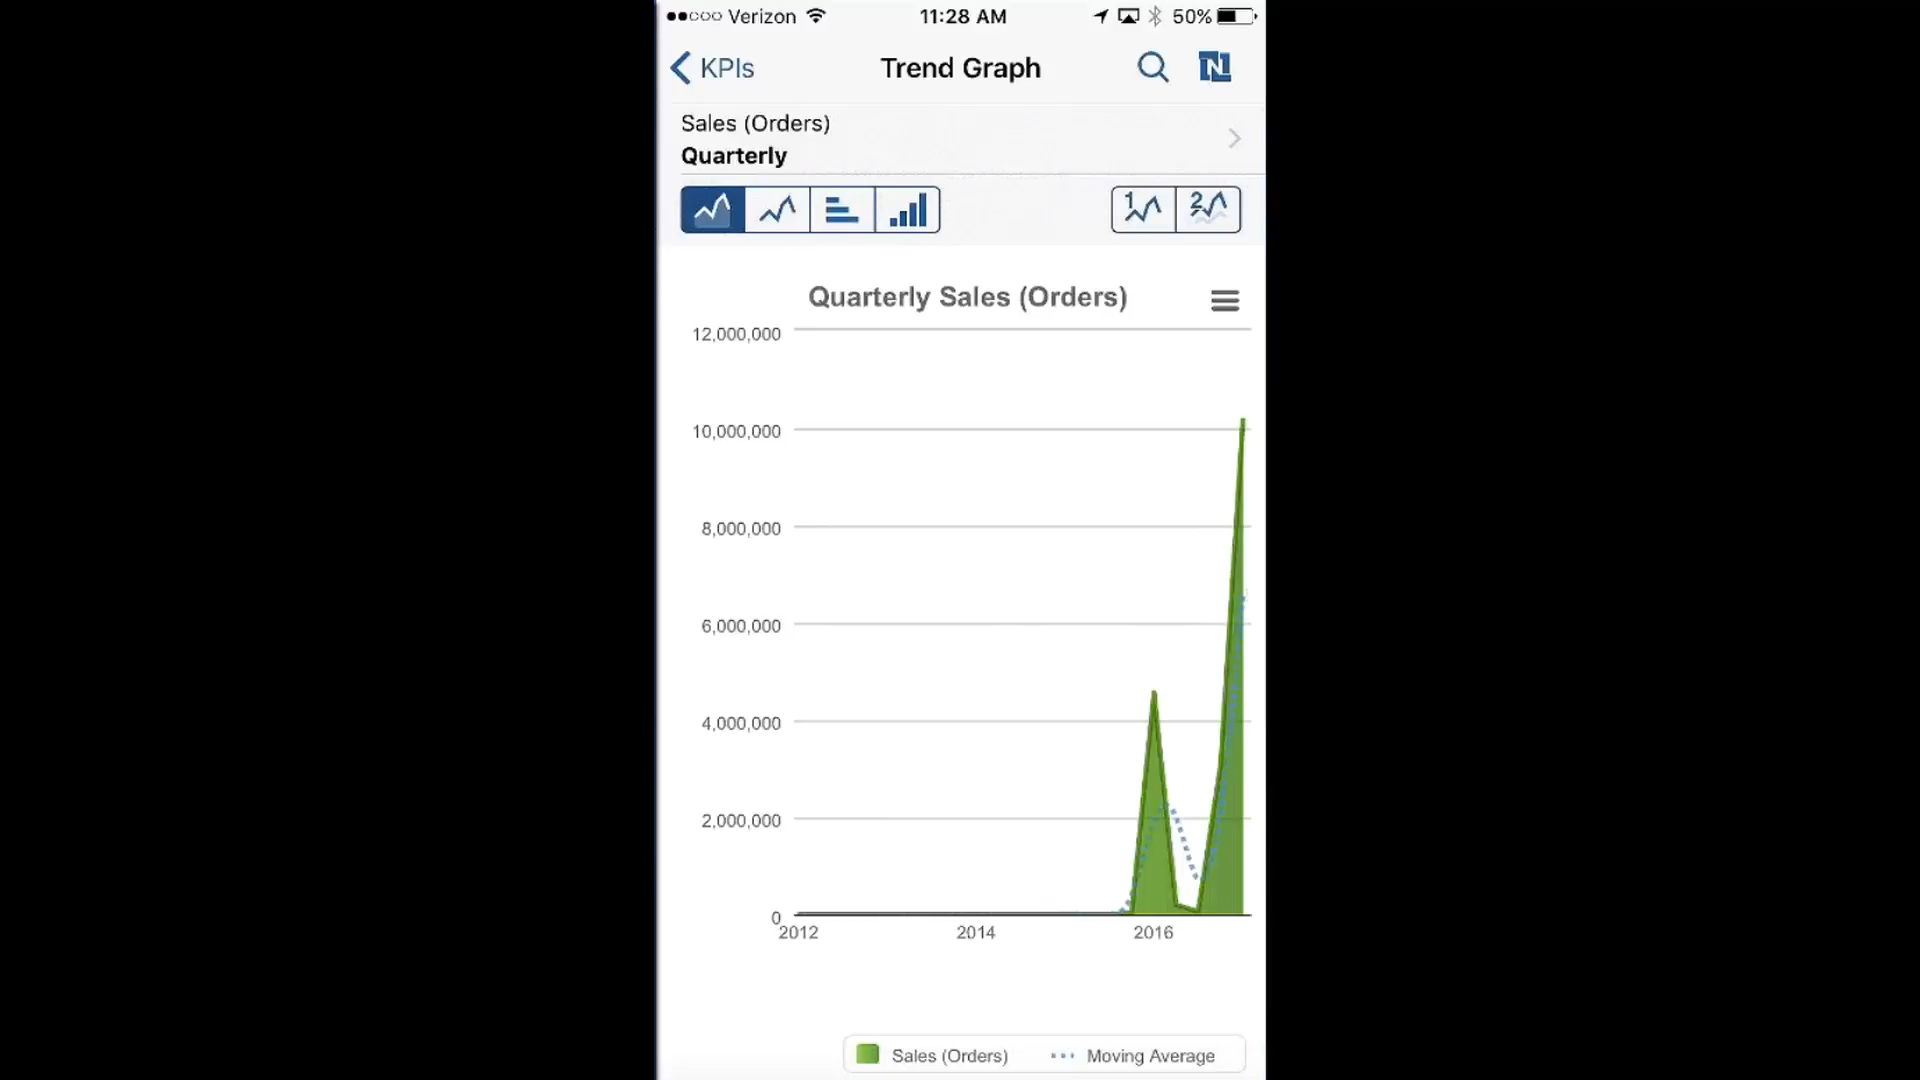 Verizon 11:28 AM 50%
KPIs Trend Graph N
Sales (Orders)
Quarterly
1 2
Quarterly Sales (Orders)
12,000,000
10,000,000
8,000,000
6,000,000
4,000,000
2,000,000
0
2012 2014 2016
Sales (Orders) Moving Average